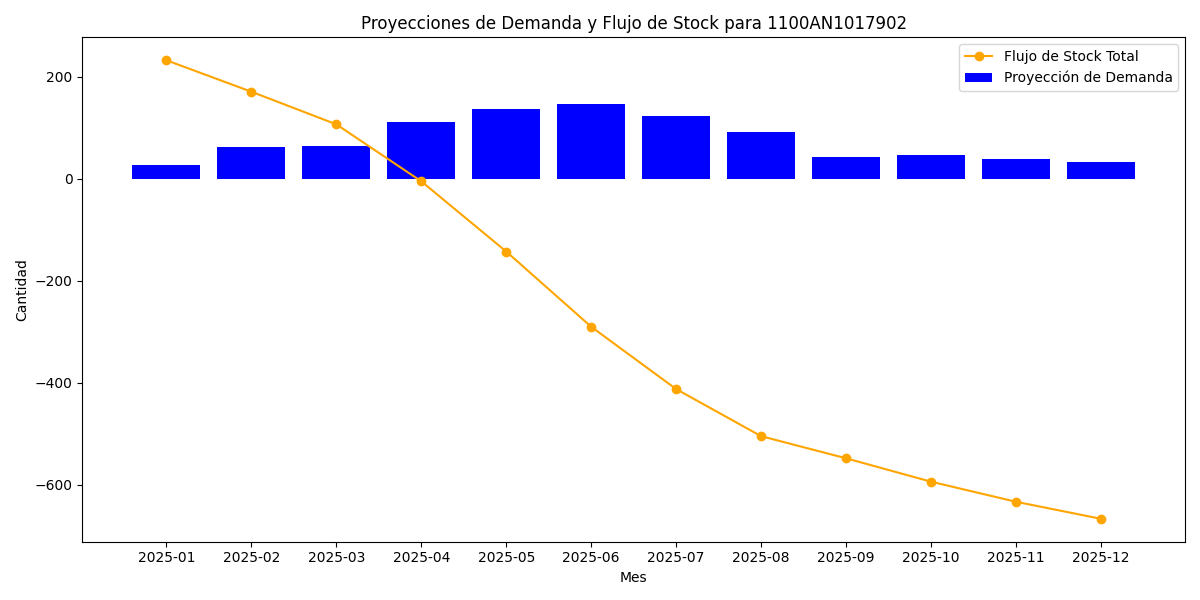 Proyecciones de Demanda y Flujo de Stock para 1100AN1017902
Flujo de Stock Total
Proyección de Demanda
Cantidad
200
0
−200
−400
−600
2025-01 2025-02 2025-03 2025-04 2025-05 2025-06 2025-07 2025-08 2025-09 2025-10 2025-11 2025-12
Mes